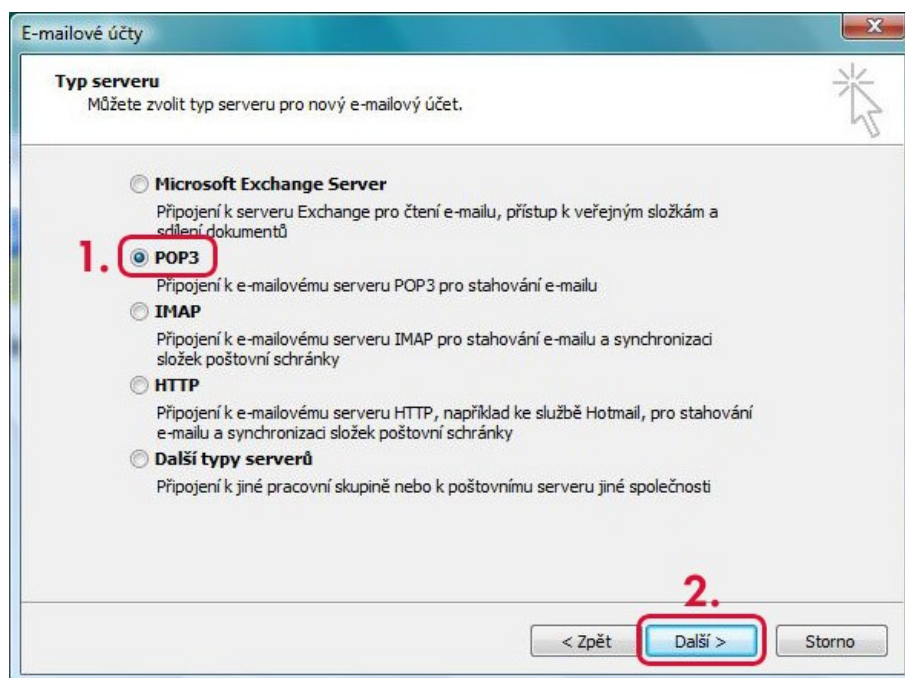 E-mailové účty
Typ serveru
Můžete zvolit typ serveru pro nový e-mailový účet.
Microsoft Exchange Server
Připojení k serveru Exchange pro čtení e-mailu, přístup k veřejným složkám a
sdílení dokumentů
1. POP3
Připojení k e-mailovému serveru POP3 pro stahování e-mailu
IMAP
Připojení k e-mailovému serveru IMAP pro stahování e-mailu a synchronizaci
složek poštovní schránky
HTTP
Připojení k e-mailovému serveru HTTP, například ke službě Hotmail, pro stahování
e-mailu a synchronizaci složek poštovní schránky
Další typy serverů
Připojení k jiné pracovní skupině nebo k poštovnímu serveru jiné společnosti
2.
< Zpět Další > Storno